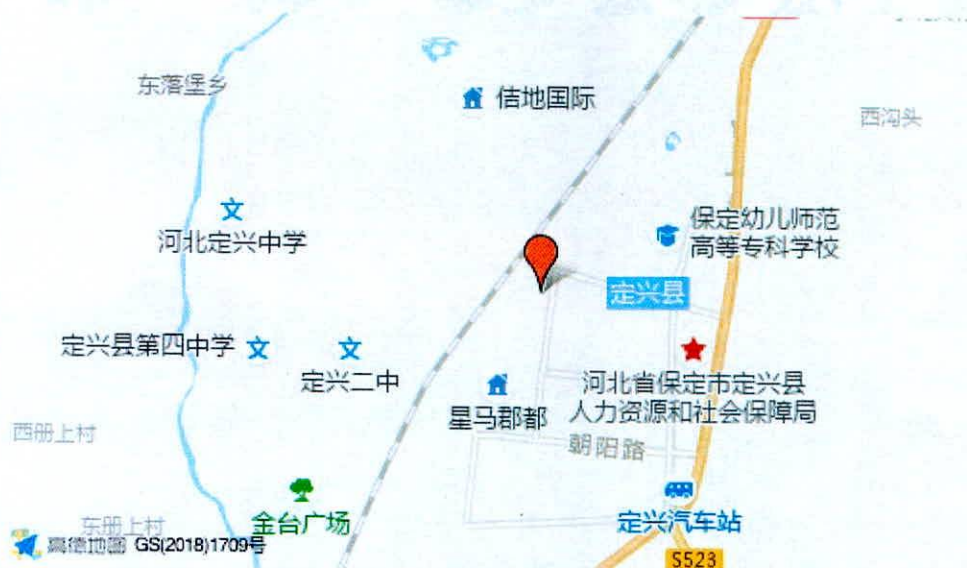 东落堡乡
佶地国际
西沟头
河北定兴中学
保定幼儿师范
高等专科学校
定兴县
定兴县第四中学
定兴二中
星马郡都
河北省保定市定兴县
人力资源和社会保障局
朝阳路
西册上村
东册上村
金台广场
定兴汽车站
高德地图 GS(2018)1709号
S523